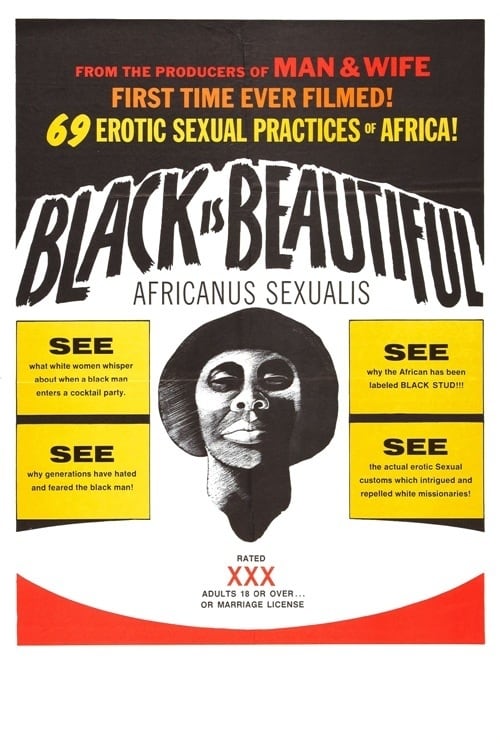 FROM THE PRODUCERS OF MAN & WIFE
FIRST TIME EVER FILMED!
69 EROTIC SEXUAL PRACTICES OF AFRICA!
BLACK IS BEAUTIFUL
AFRICANUS SEXUALIS
SEE
what white women whisper
about when a black man
enters a cocktail party.
SEE
why the African has been
labeled BLACK STUD!!!
SEE
why generations have hated
and feared the black man!
SEE
the actual erotic Sexual
customs which intrigued and
repelled white missionaries!
RATED
XXX
ADULTS 18 OR OVER...
OR MARRIAGE LICENSE